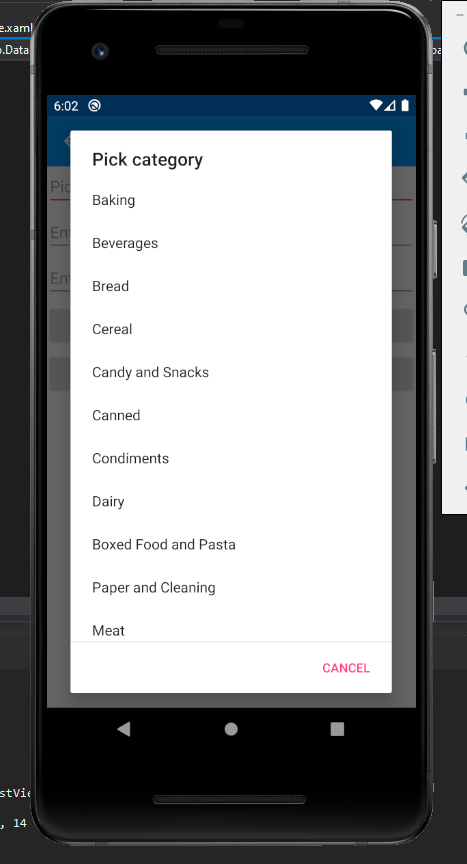 e.xaml
o.Data
6:02
Pick category
Baking
Beverages
Bread
Cereal
Candy and Snacks
Canned
Condiments
Dairy
Boxed Food and Pasta
Paper and Cleaning
Meat
CANCEL
Pic
Ent
Ent
stVie
, 14